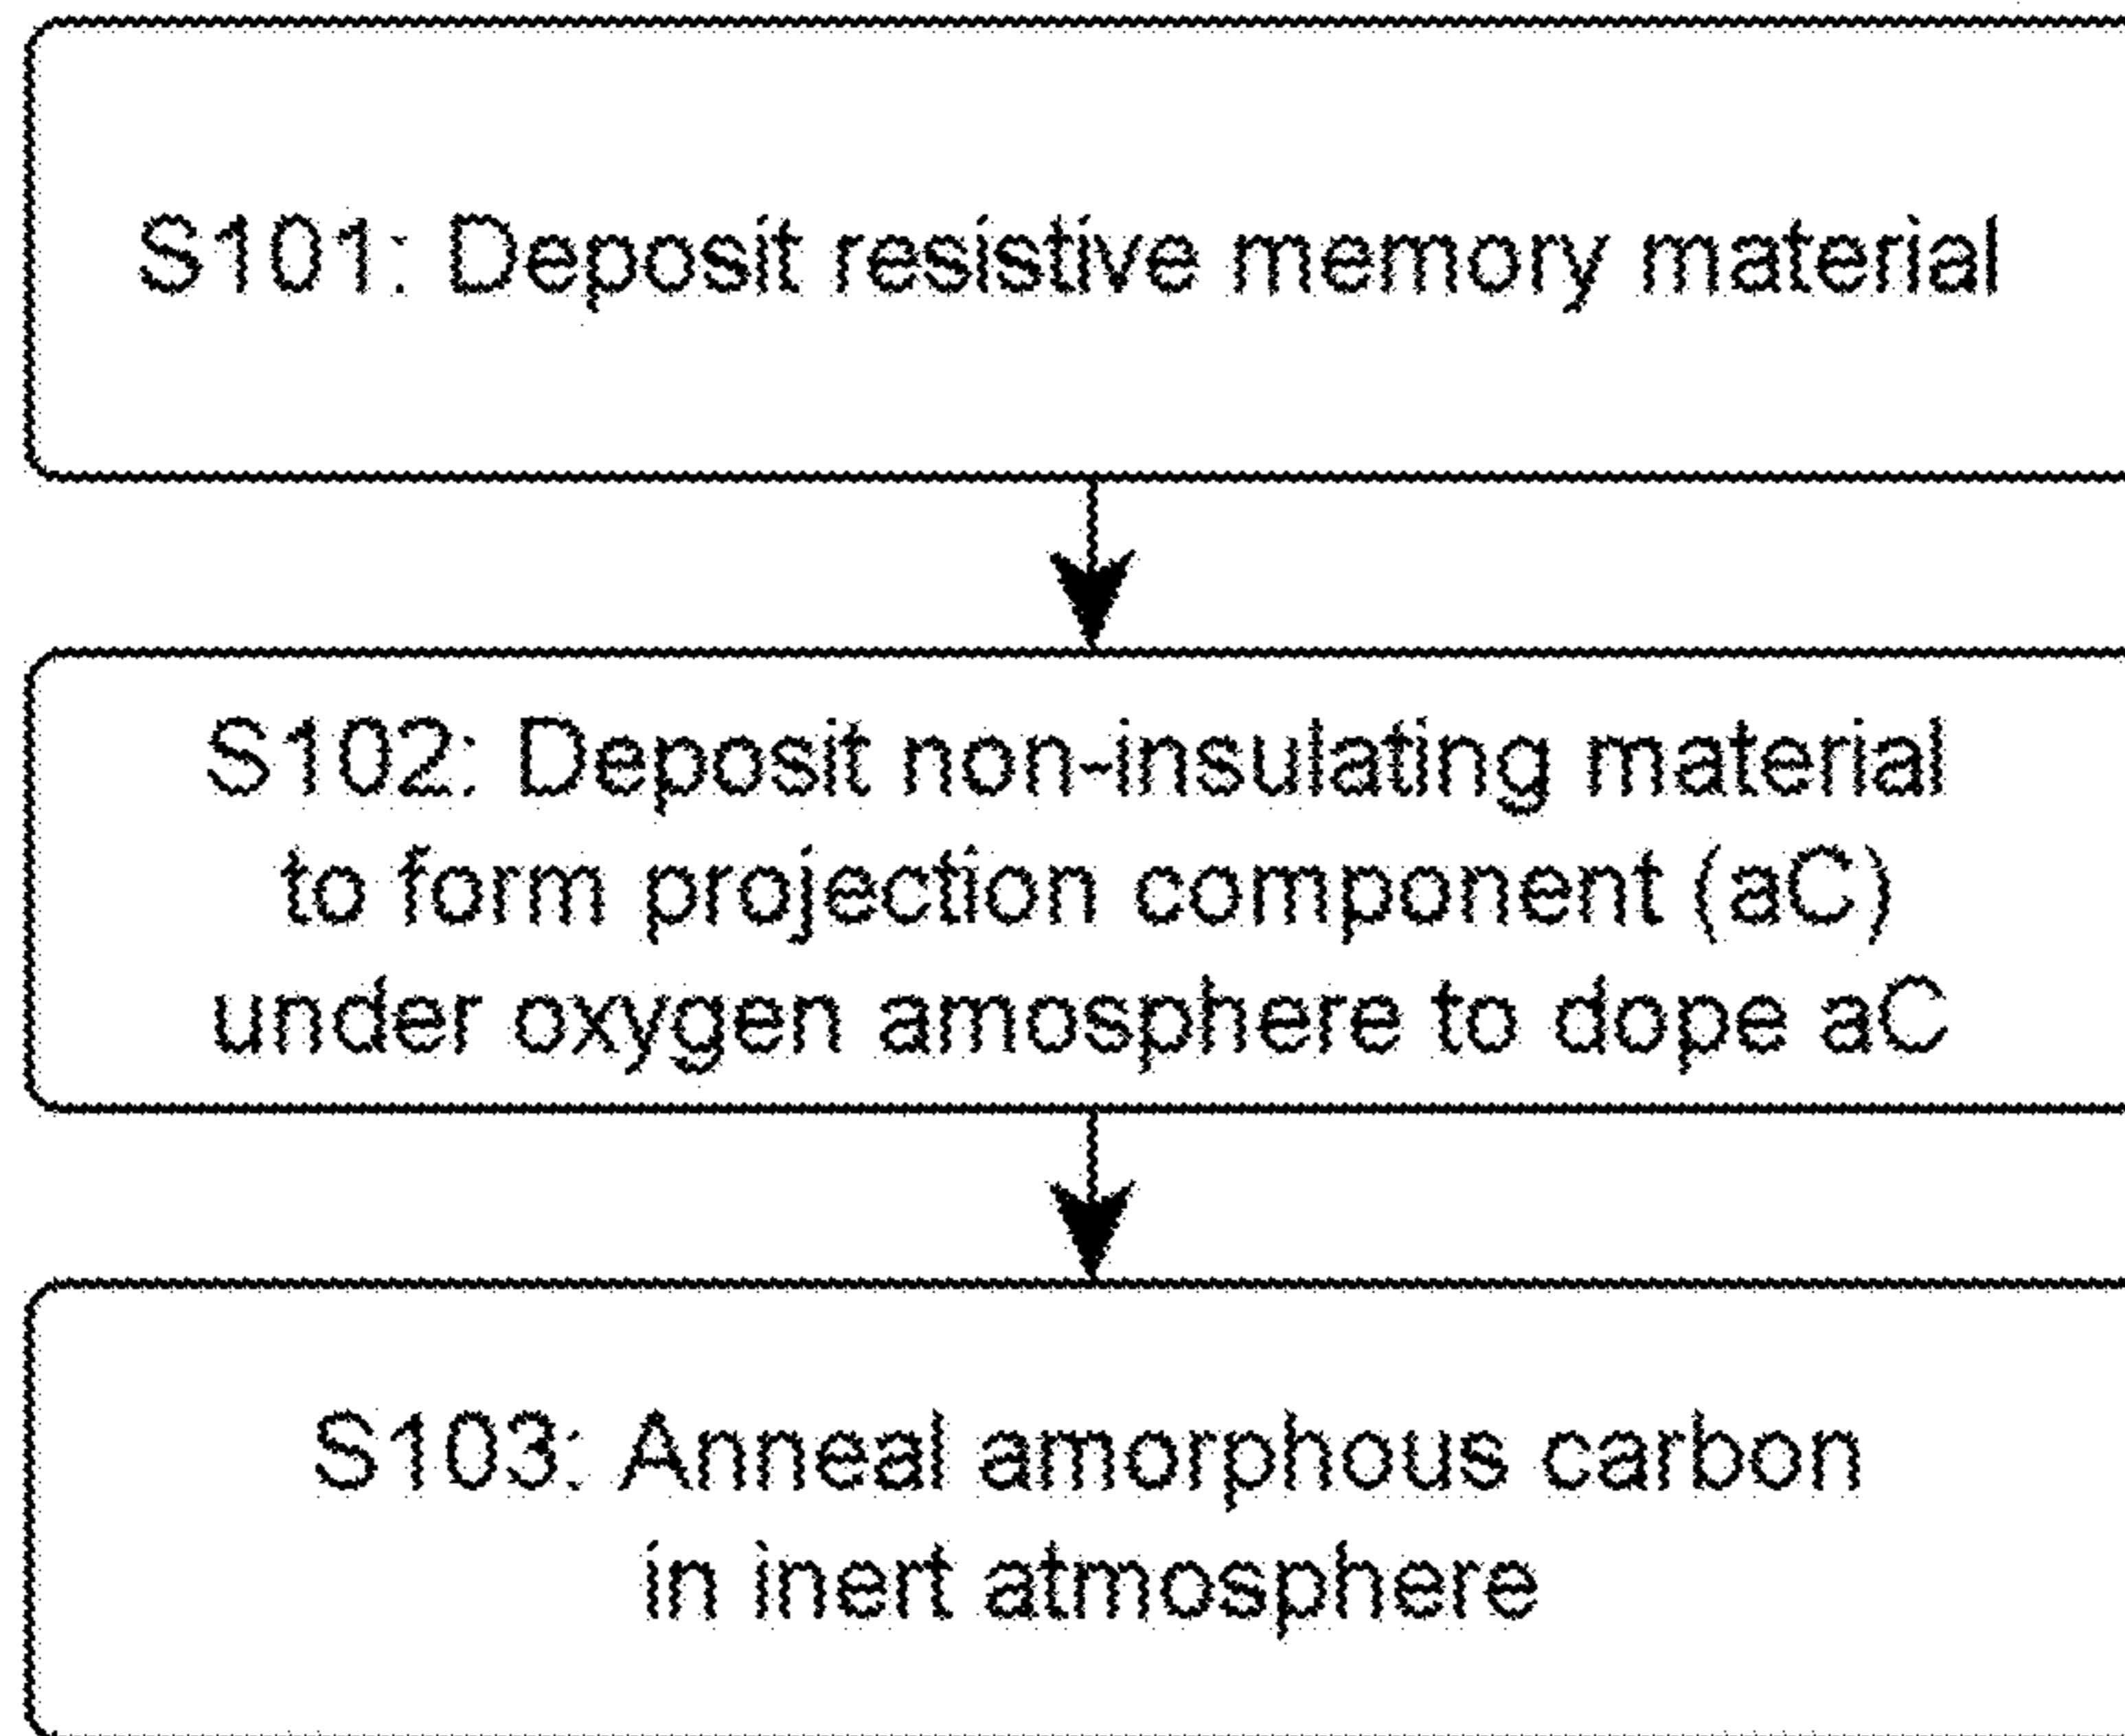 S101: Deposit resistive memory material
S102: Deposit non-insulating material
to form projection component (aC)
under oxygen amosphere to dope aC
S103: Anneal amorphous carbon
in inert atmosphere